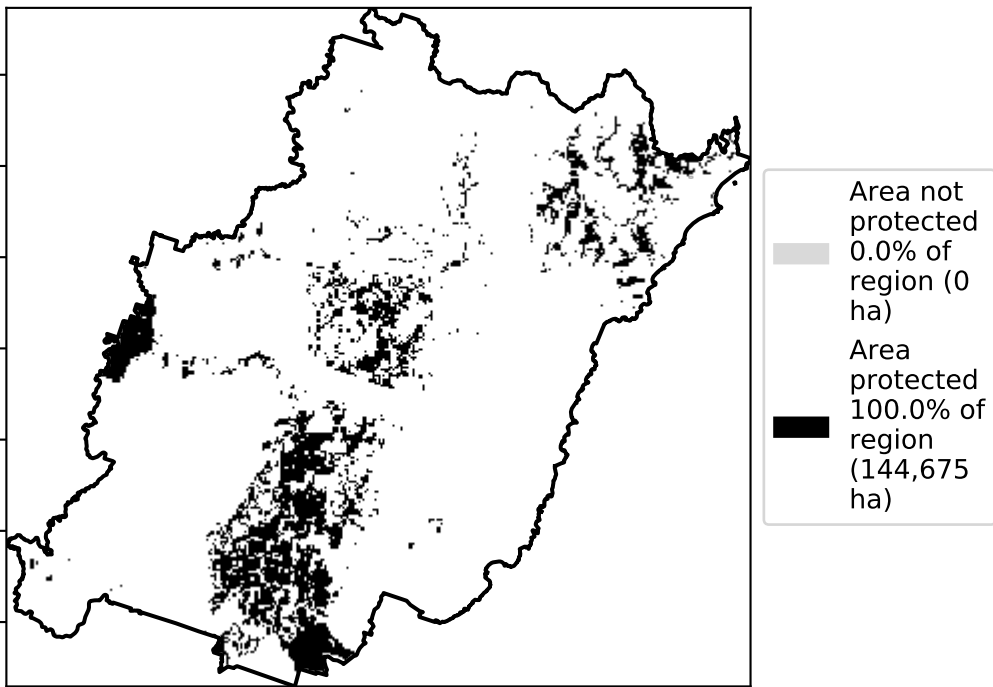 Area not
protected
0.0% of
region (0
ha)
Area
protected
100.0% of
region
(144,675
ha)